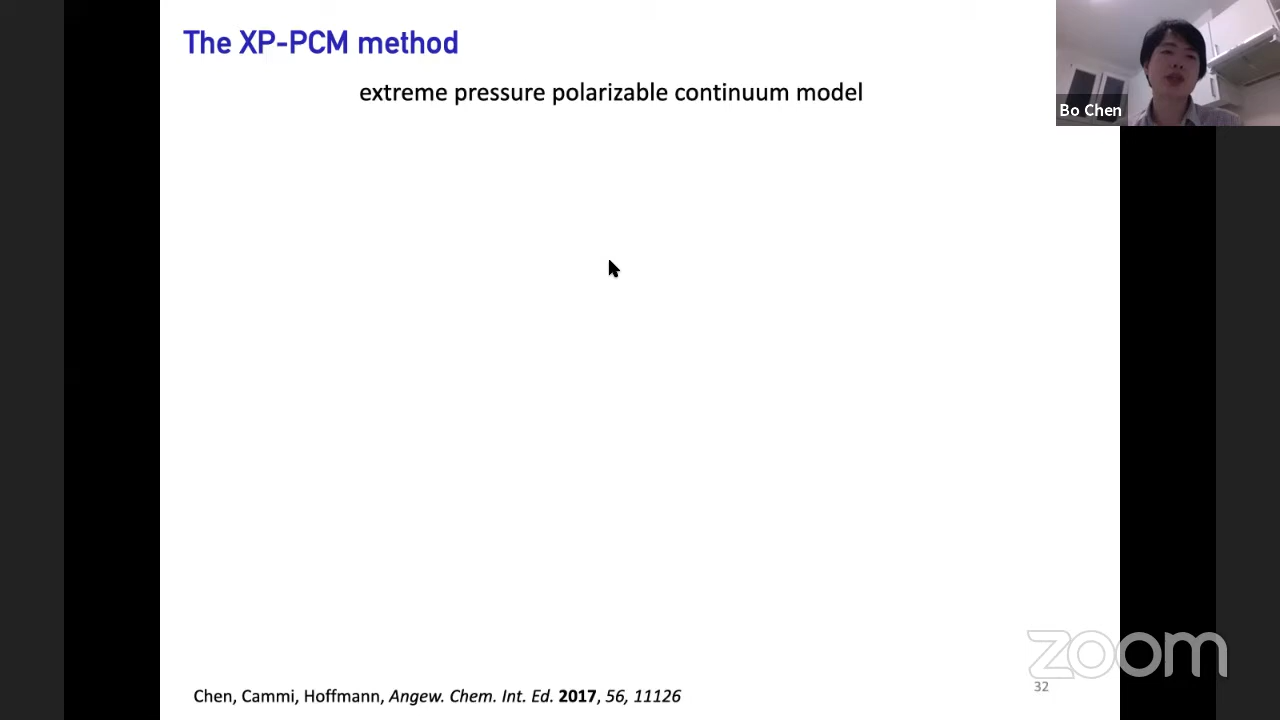 The XP-PCM method
extreme pressure polarizable continuum model
Bo Chen
zoom
32
Chen, Cammi, Hoffmann, Angew. Chem. Int. Ed. 2017, 56, 11126